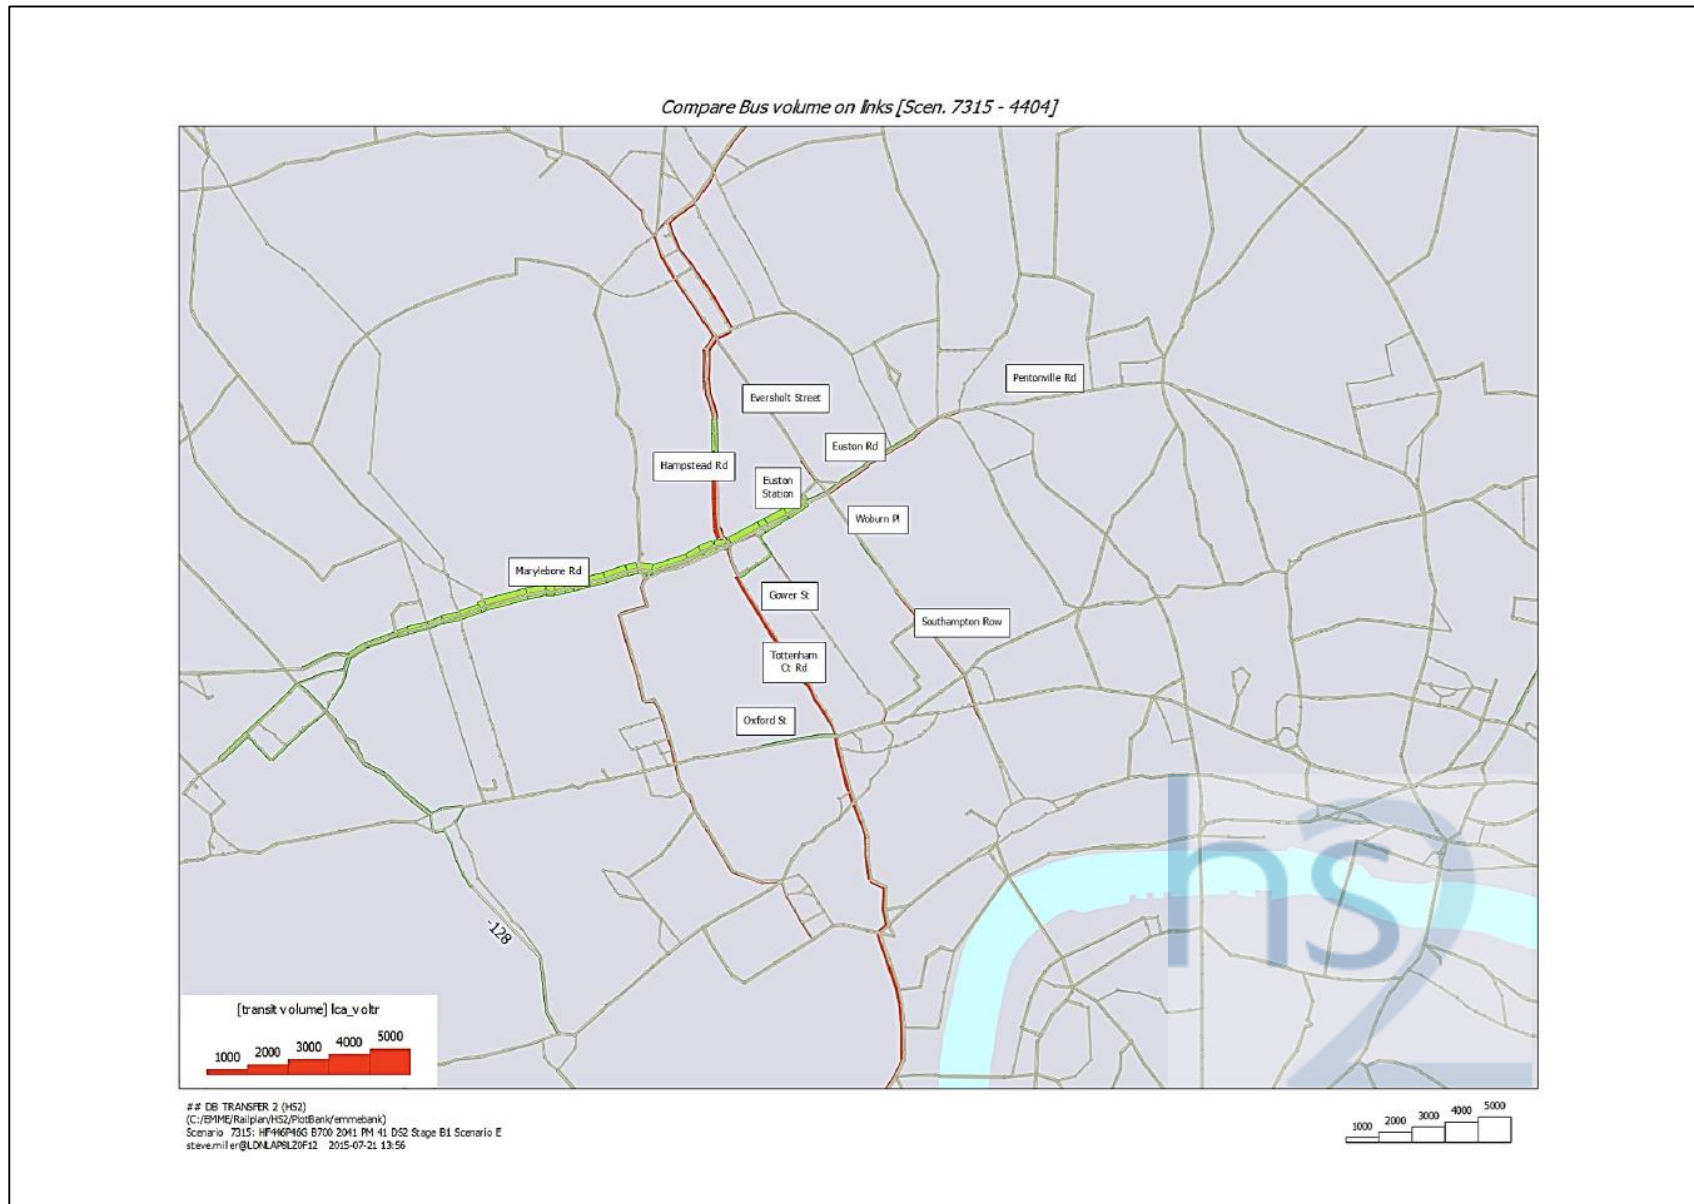 Compare Bus volume on links [Scen. 7315 - 4404]
Pentonville Rd
Eversholt Street
Euston Rd
Hampstead Rd
Euston
Station
Woburn Pl
Marylebone Rd
Gower St
Southampton Row
Tottenham
Ct Rd
Oxford St
-128
hs2
[transit volume] lca_voltr
1000 2000 3000 4000 5000
1000 2000 3000 4000 5000
## DB TRANSFER 2 (HS2)
(C:/EMME/Railplan/HS2/PlotBank/emmebank)
Scenario 7315: HF446P46G B700 2041 PM 41 DS2 Stage B1 Scenario E
2015-07-21 13:56